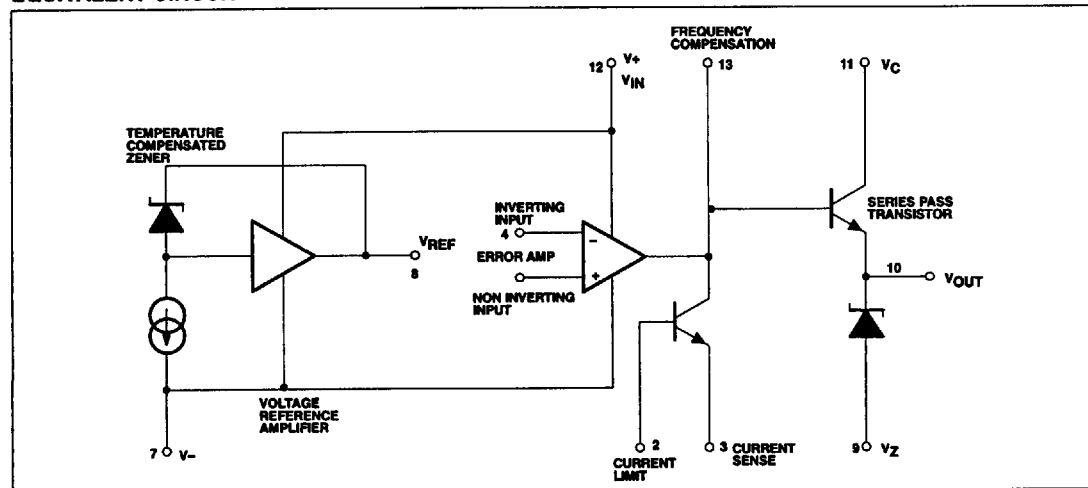 FREQUENCY
COMPENSATION
12
V+
VIN
13
11
VC
TEMPERATURE
COMPENSATED
ZENER
INVERTING
INPUT
4
SERIES PASS
TRANSISTOR
VREF
8
ERROR AMP
−
+
NON INVERTING
INPUT
10
VOUT
VOLTAGE
REFERENCE
AMPLIFIER
7
V−
2
CURRENT
LIMIT
3
CURRENT
SENSE
9
VZ